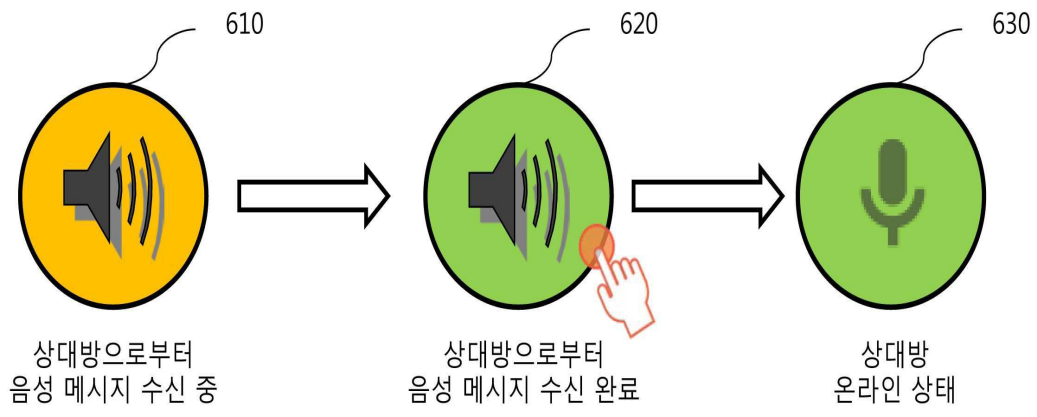 610
620
630
상대방으로부터
음성 메시지 수신 중
상대방으로부터
음성 메시지 수신 완료
상대방
온라인 상태